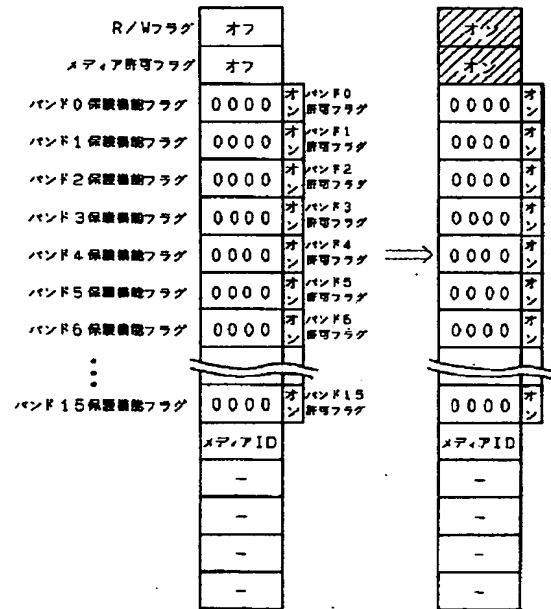 R/Wフラグ オフ オン
メディア許可フラグ オフ オン
バンド0保護機能フラグ 0000 オン バンド0許可フラグ 0000 オン
バンド1保護機能フラグ 0000 オン バンド1許可フラグ 0000 オン
バンド2保護機能フラグ 0000 オン バンド2許可フラグ 0000 オン
バンド3保護機能フラグ 0000 オン バンド3許可フラグ 0000 オン
バンド4保護機能フラグ 0000 オン バンド4許可フラグ ⇒ 0000 オン
バンド5保護機能フラグ 0000 オン バンド5許可フラグ 0000 オン
バンド6保護機能フラグ 0000 オン バンド6許可フラグ 0000 オン
バンド15保護機能フラグ 0000 オン バンド15許可フラグ 0000 オン
メディアID メディアID
- -
- -
- -
- -